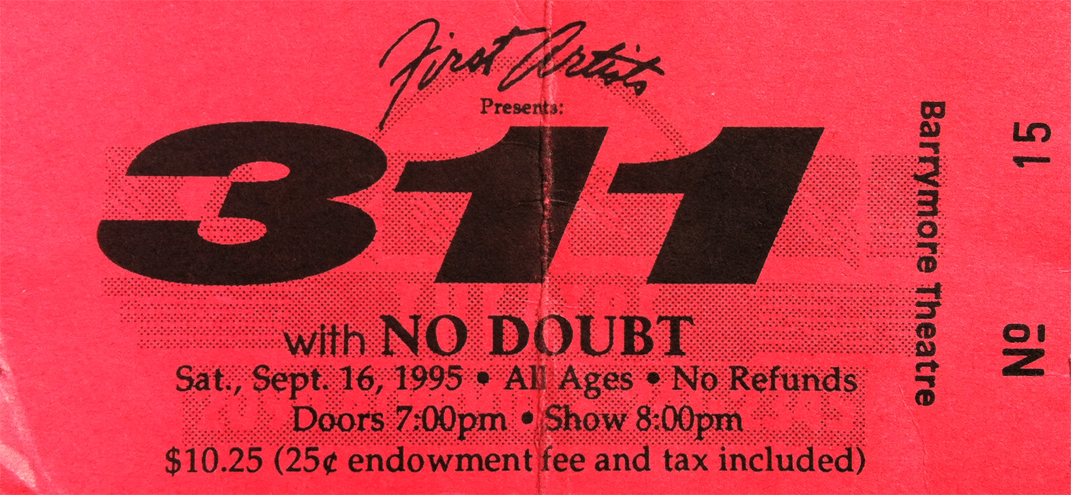 First Artists
Presents:
311
with NO DOUBT
Sat., Sept. 16, 1995 • All Ages • No Refunds
Doors 7:00pm • Show 8:00pm
$10.25 (25¢ endowment fee and tax included)
Barrymore Theatre
Nº 15